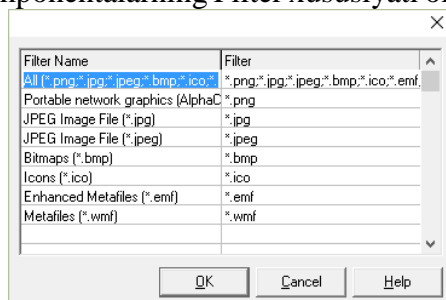 mponentalarning Filter xususiyati o
Filter Name Filter
All (*.png;*.jpg;*.jpeg;*.bmp;*.ico;*. *.png;*.jpg;*.jpeg;*.bmp;*.ico;*.emf;
Portable network graphics (AlphaC *.png
JPEG Image File (*.jpg) *.jpg
JPEG Image File (*.jpeg) *.jpeg
Bitmaps (*.bmp) *.bmp
Icons (*.ico) *.ico
Enhanced Metafiles (*.emf) *.emf
Metafiles (*.wmf) *.wmf
OK Cancel Help